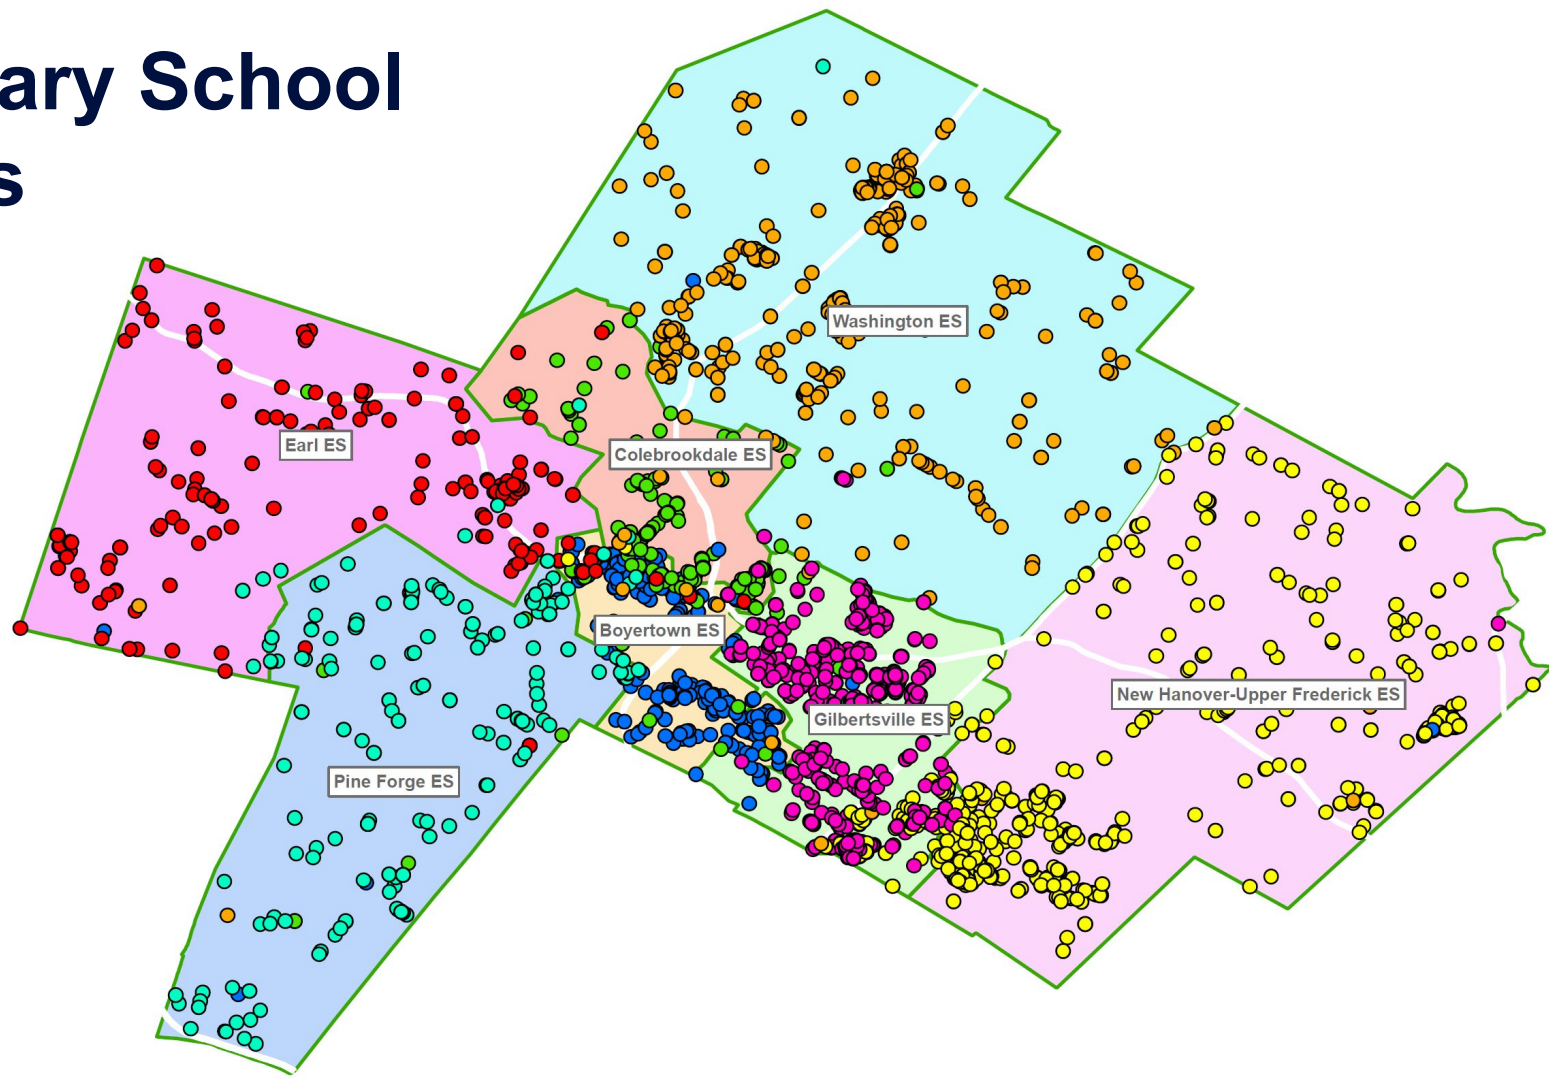 ary School
s
Washington ES
Earl ES
Colebrookdale ES
Boyertown ES
New Hanover-Upper Frederick ES
Gilbertsville ES
Pine Forge ES